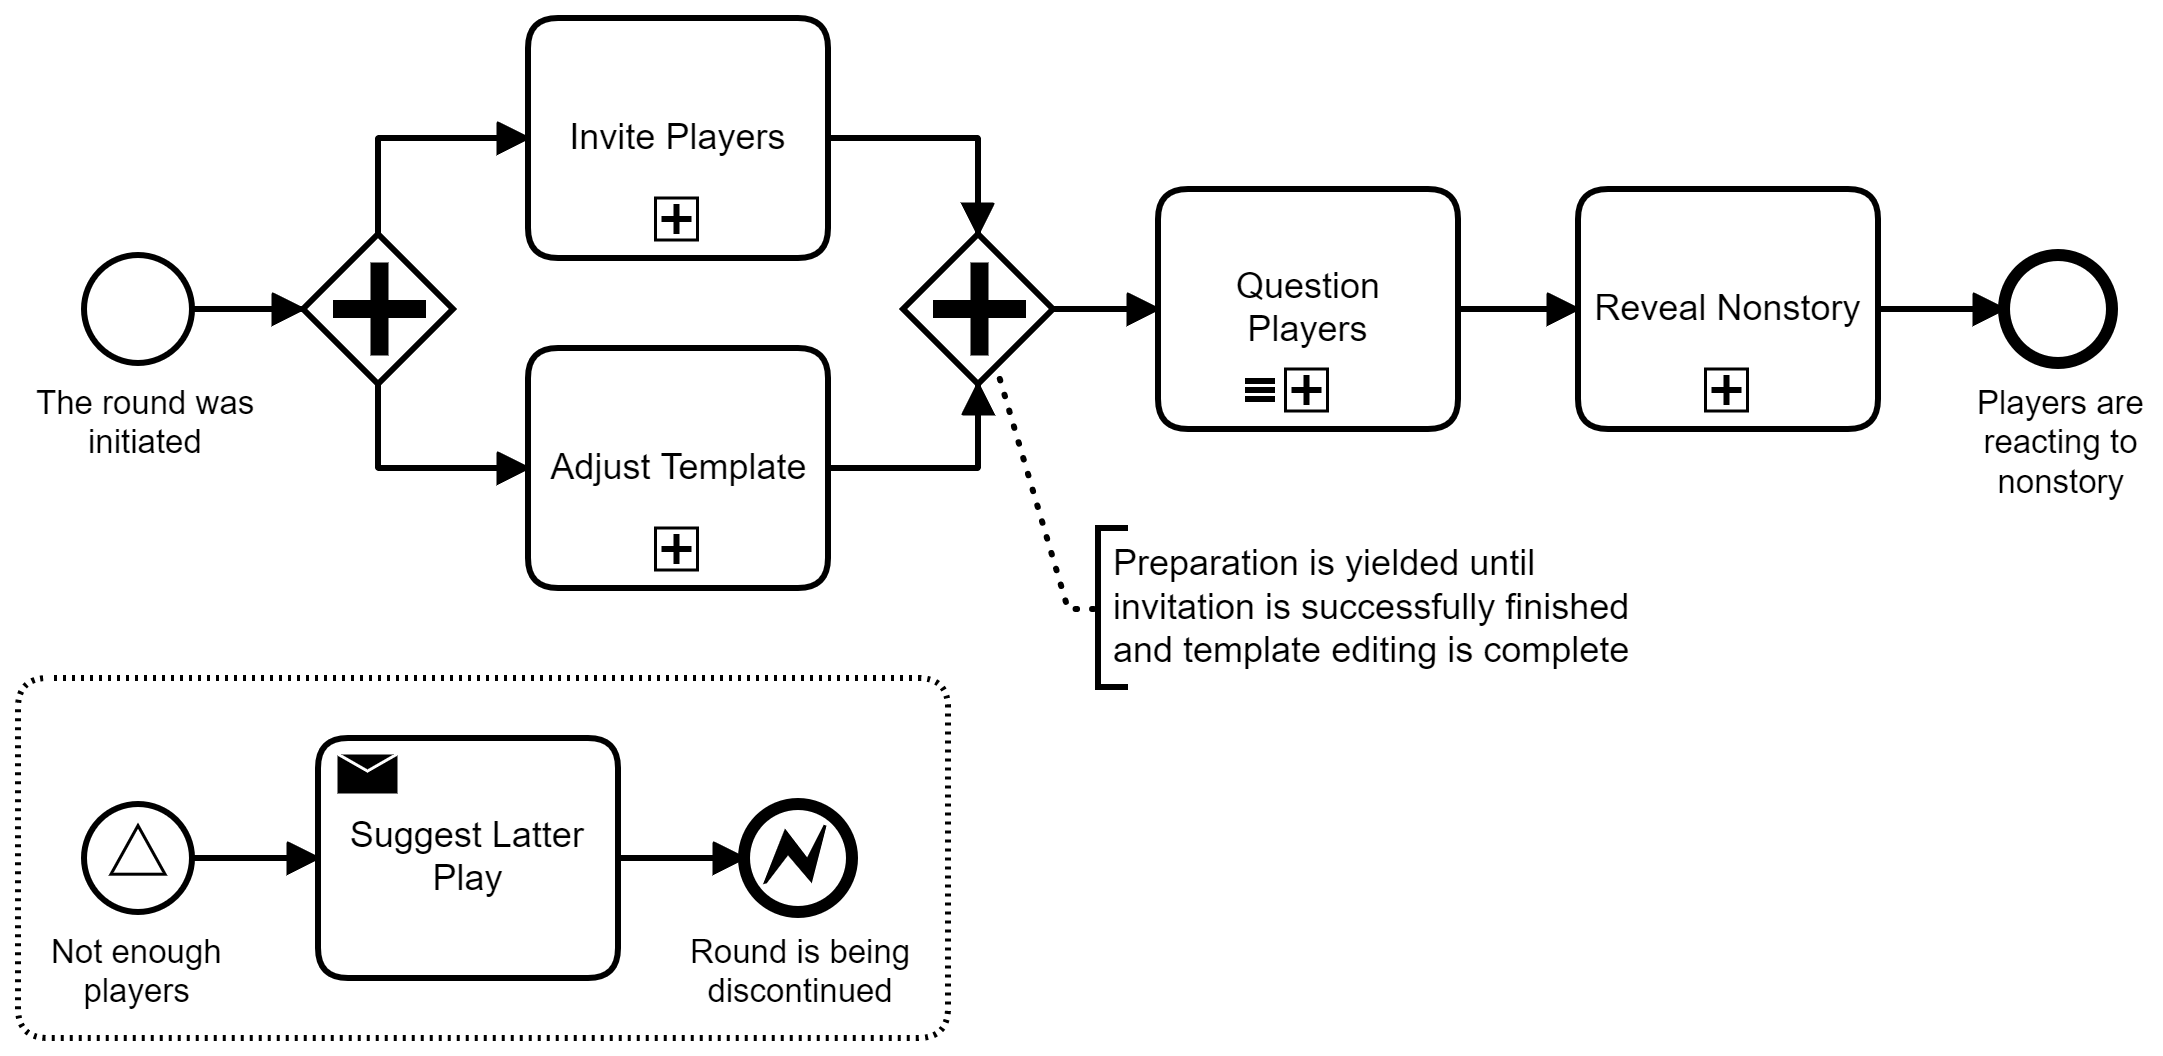 Invite Players
The round was
initiated
Adjust Template
Question
Players
Reveal Nonstory
Players are
reacting to
nonstory
Preparation is yielded until
invitation is successfully finished
and template editing is complete
Not enough
players
Suggest Latter
Play
Round is being
discontinued